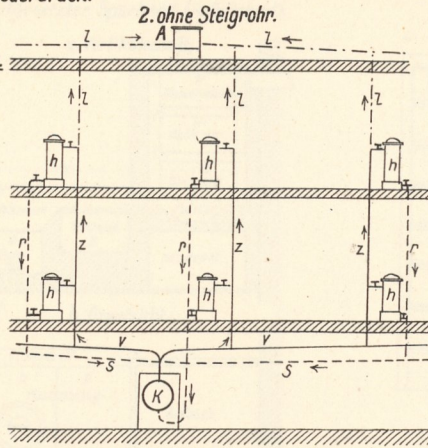 2. ohne Steigrohr.
l A l
l l l
h h h
r z r z z r
h h h
v v
s s
K